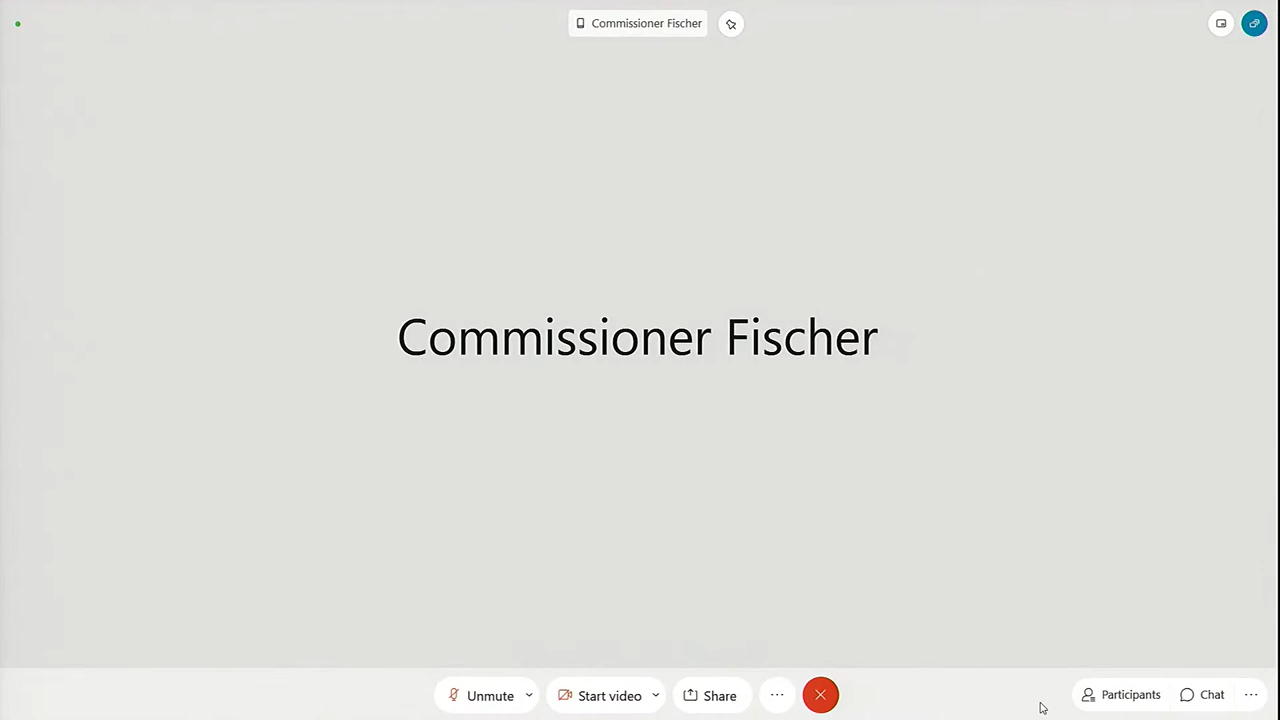 Commissioner Fischer
Commissioner Fischer
Unmute
Start video
Share
Participants
Chat